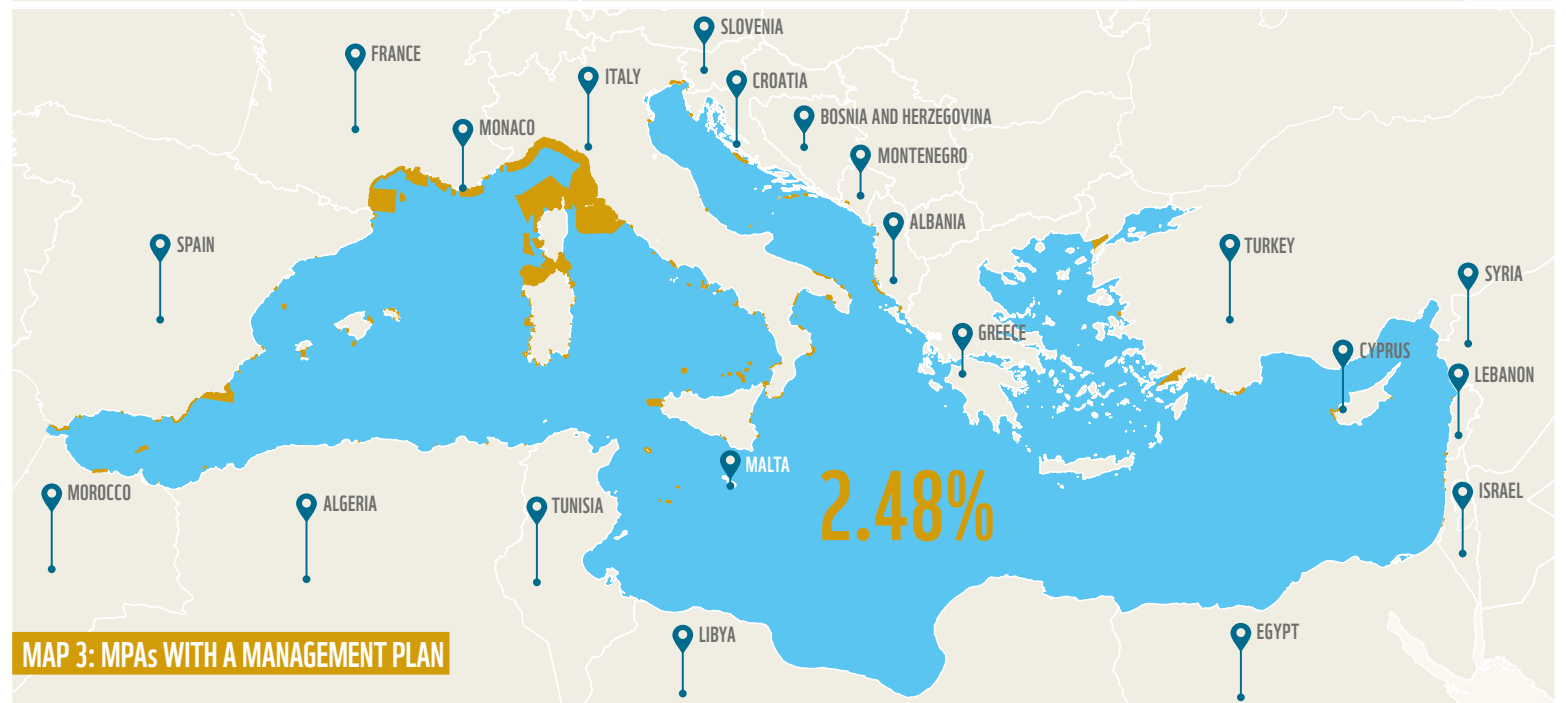 SLOVENIA
FRANCE
ITALY
CROATIA
BOSNIA AND HERZEGOVINA
MONACO
MONTENEGRO
ALBANIA
SPAIN
TURKEY
SYRIA
GREECE
CYPRUS
LEBANON
MALTA
2.48%
MOROCCO
ALGERIA
TUNISIA
ISRAEL
LIBYA
EGYPT
MAP 3: MPAs WITH A MANAGEMENT PLAN